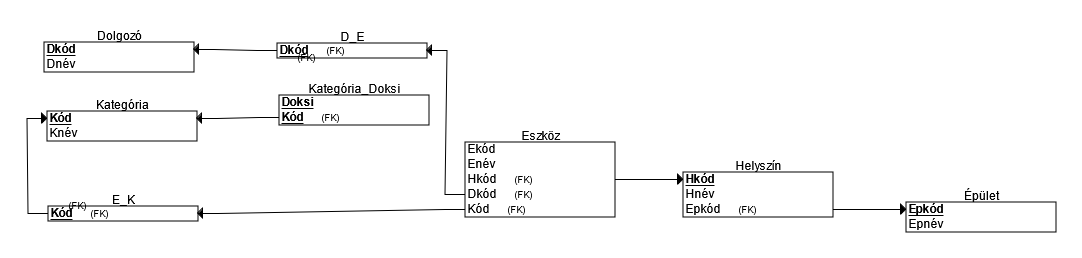 Dolgozó
Dkód
Dnév
D_E
Dkód (FK)
(FK)
Kategória_Doksi
Doksi
Kód (FK)
Kategória
Kód
Knév
Eszköz
Ekód
Enév
Hkód (FK)
Dkód (FK)
Kód (FK)
Helyszín
Hkód
Hnév
Epkód (FK)
E_K
(FK)
Kód (FK)
Épület
Epkód
Epnév